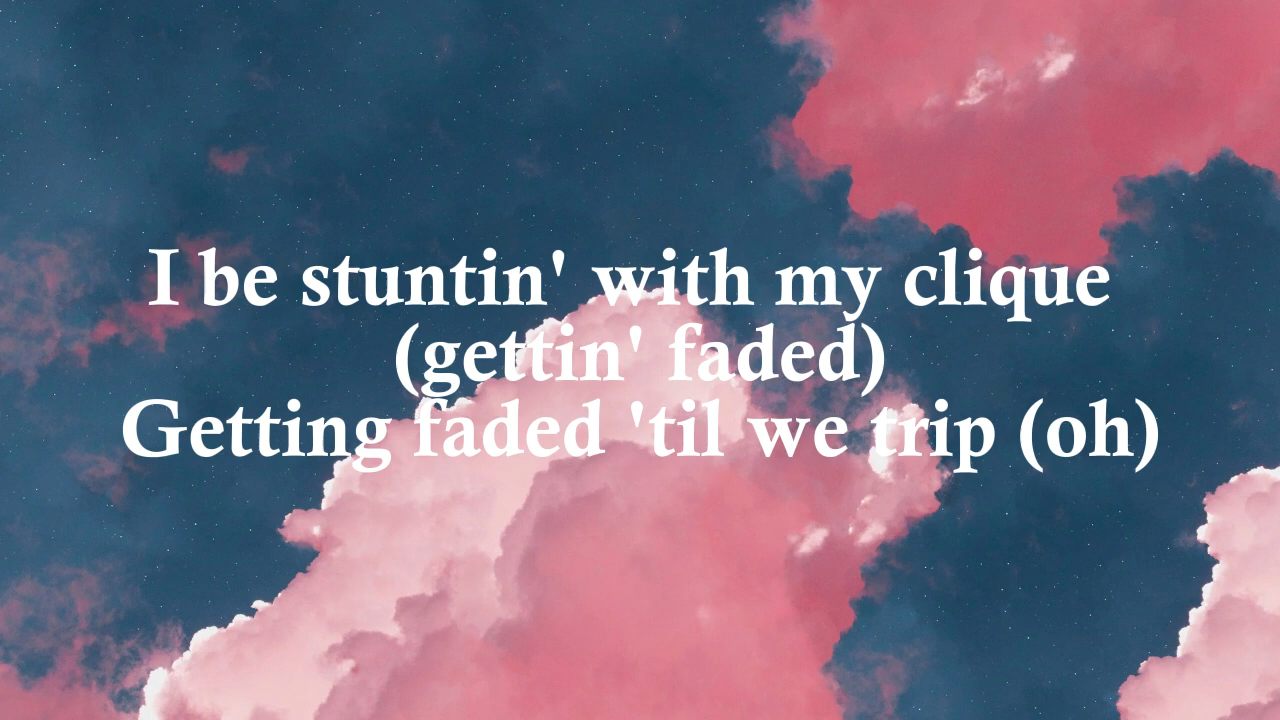 I be stuntin' with my clique
(gettin' faded)
Getting faded 'til we trip (oh)